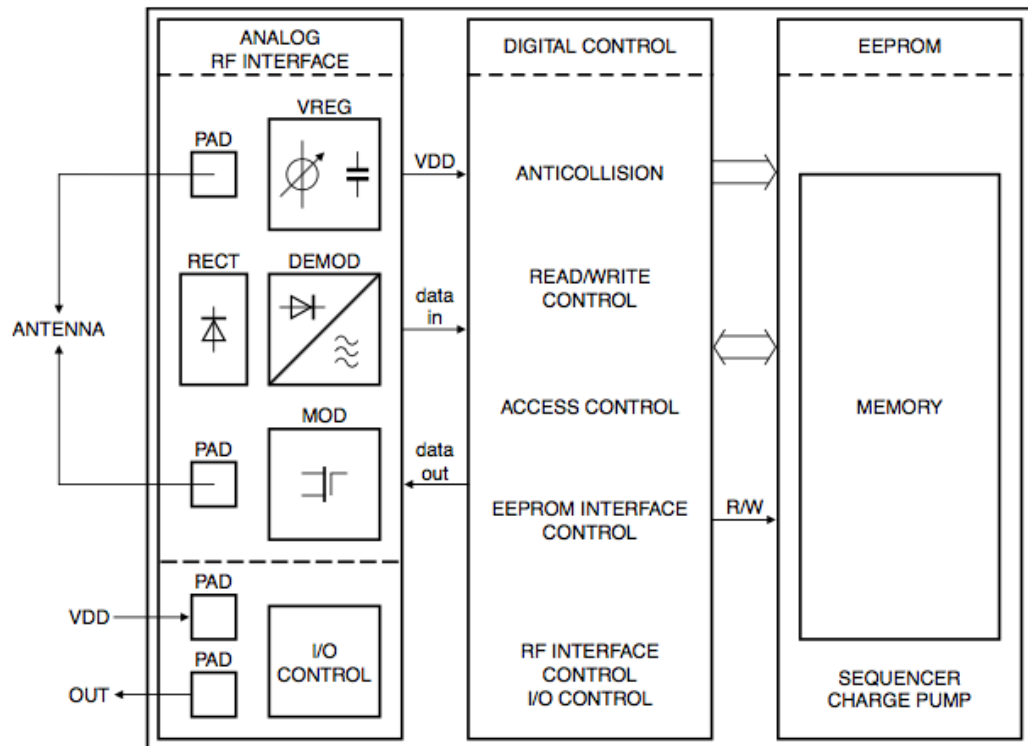 ANALOG
RF INTERFACE
VREG
PAD
RECT
DEMOD
ANTENNA
MOD
PAD
PAD
VDD
PAD
OUT
I/O
CONTROL
VDD
data
in
data
out
DIGITAL CONTROL
ANTICOLLISION
READ/WRITE
CONTROL
ACCESS CONTROL
EEPROM INTERFACE
CONTROL
RF INTERFACE
CONTROL
I/O CONTROL
R/W
EEPROM
MEMORY
SEQUENCER
CHARGE PUMP